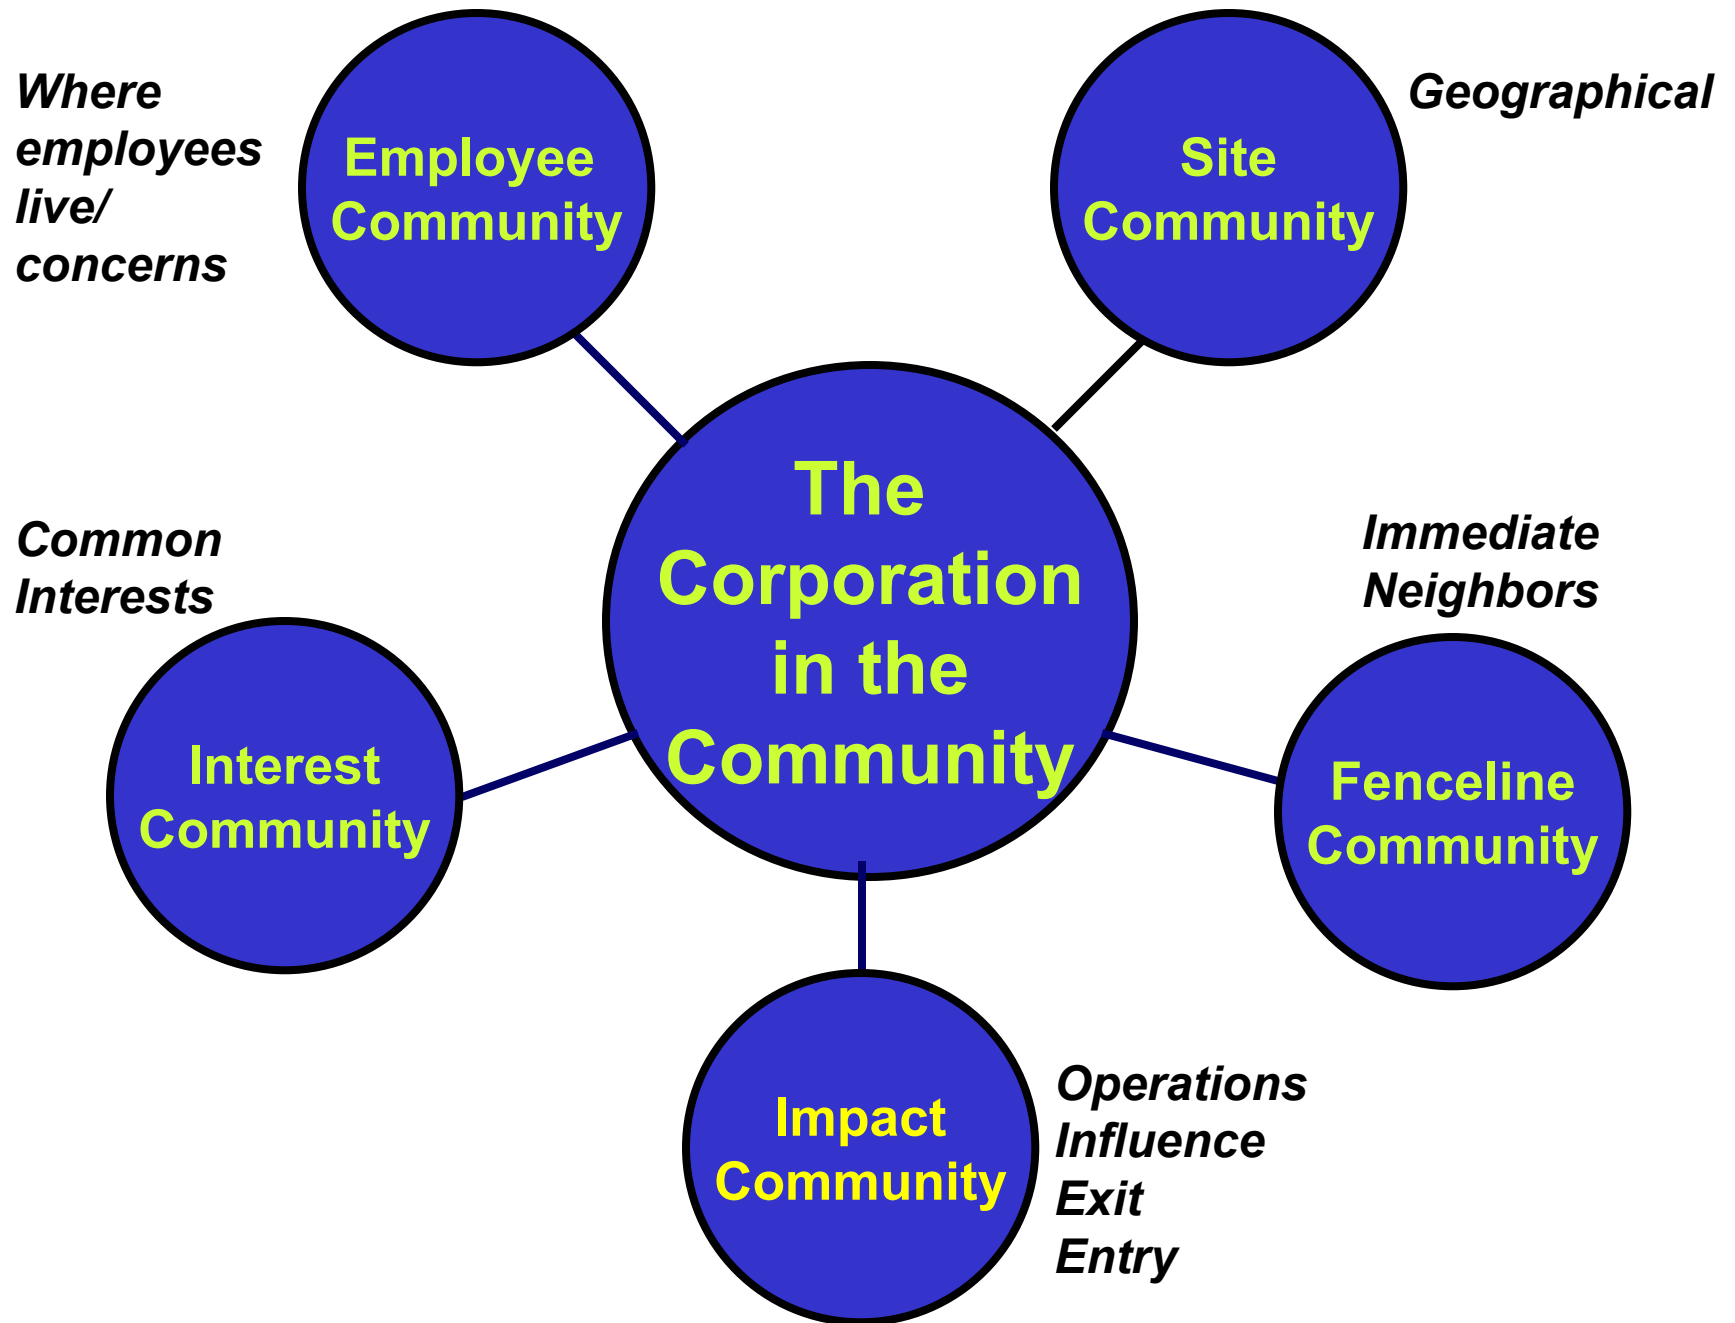 Where
employees
live/
concerns
Employee
Community
Site
Community
Geographical
The
Corporation
in the
Community
Common
Interests
Interest
Community
Immediate
Neighbors
Fenceline
Community
Impact
Community
Operations
Influence
Exit
Entry